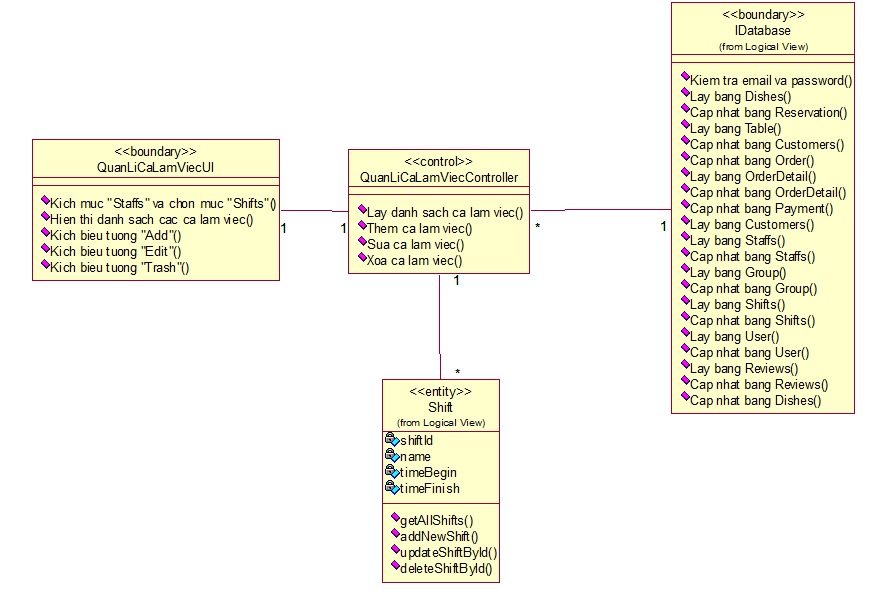 <<boundary>>
IDatabase
(from Logical View)
Kiem tra email va password()
Lay bang Dishes()
Cap nhat bang Reservation()
Lay bang Table()
Cap nhat bang Customers()
Cap nhat bang Order()
Lay bang OrderDetail()
Cap nhat bang OrderDetail()
Cap nhat bang Payment()
Lay bang Customers()
Lay bang Staffs()
Cap nhat bang Staffs()
Lay bang Group()
Cap nhat bang Group()
Lay bang Shifts()
Cap nhat bang Shifts()
Lay bang User()
Cap nhat bang User()
Lay bang Reviews()
Cap nhat bang Reviews()
Cap nhat bang Dishes()
<<boundary>>
QuanLiCaLamViecUI
Kich muc "Staffs" va chon muc "Shifts"()
Hien thi danh sach cac ca lam viec()
Kich bieu tuong "Add"()
Kich bieu tuong "Edit"()
Kich bieu tuong "Trash"()
1
1
<<control>>
QuanLiCaLamViecController
Lay danh sach ca lam viec()
Them ca lam viec()
Sua ca lam viec()
Xoa ca lam viec()
*
1
1
*
<<entity>>
Shift
(from Logical View)
shiftId
name
timeBegin
timeFinish
getAllShifts()
addNewShift()
updateShiftById()
deleteShiftById()